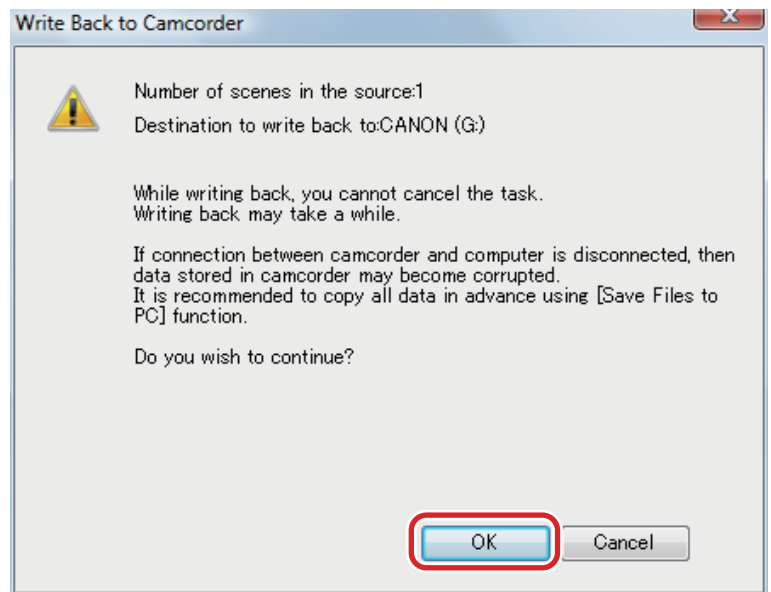 Write Back to Camcorder
Number of scenes in the source:1
Destination to write back to:CANON (G:)
While writing back, you cannot cancel the task.
Writing back may take a while.
If connection between camcorder and computer is disconnected, then
data stored in camcorder may become corrupted.
It is recommended to copy all data in advance using [Save Files to
PC] function.
Do you wish to continue?
OK
Cancel